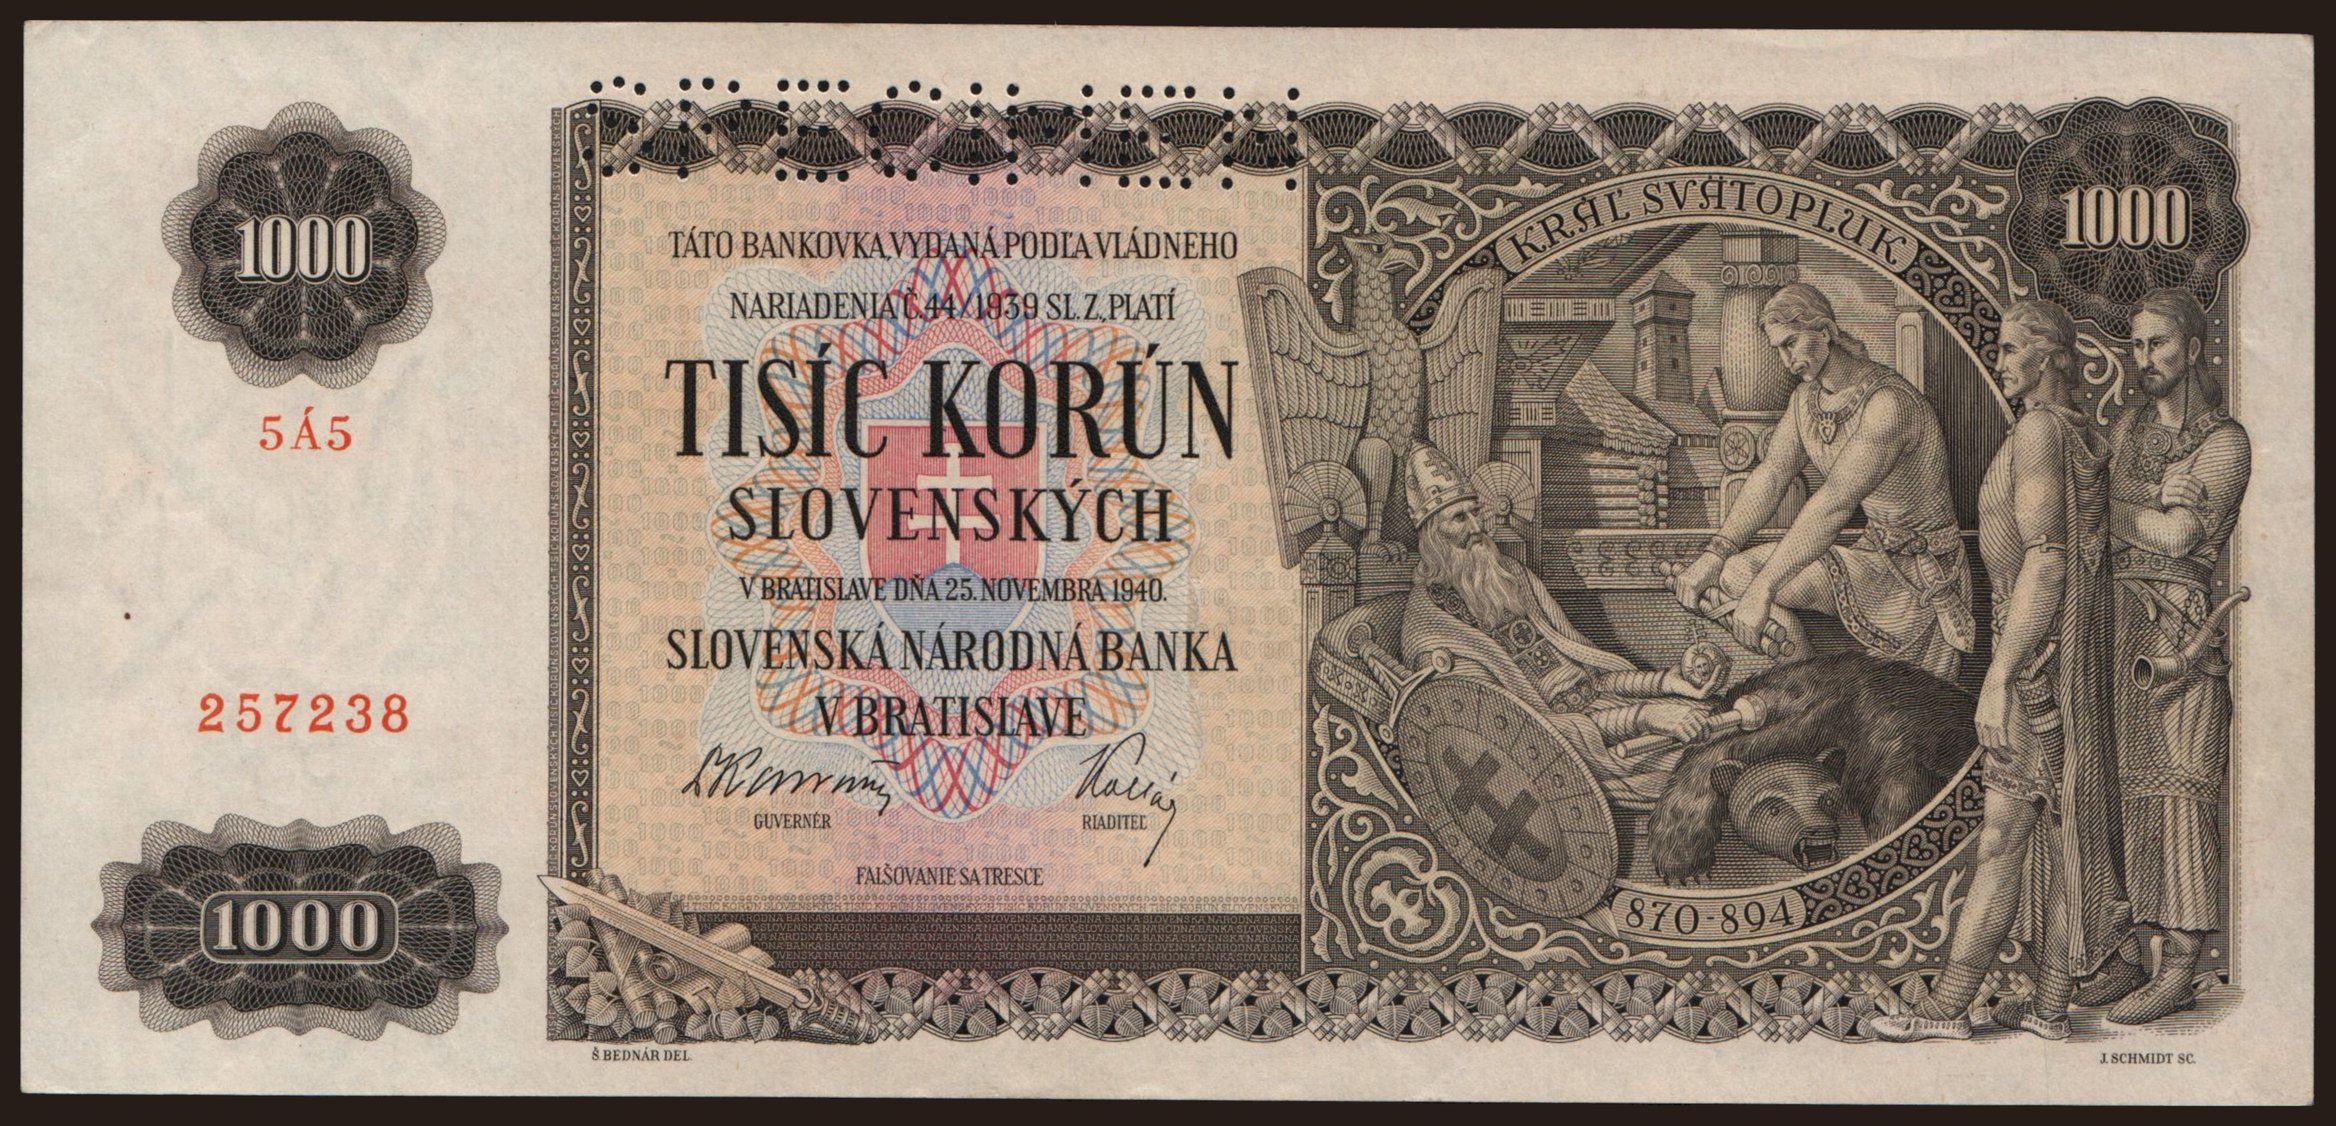 KRÁĽ SVÄTOPLUK
1000
1000
5Á5
TÁTO BANKOVKA, VYDANÁ PODĽA VLÁDNEHO
NARIADENIA Č. 44/1939 SL. Z., PLATÍ
TISÍC KORÚN
SLOVENSKÝCH
V BRATISLAVE DŇA 25. NOVEMBRA 1940.
SLOVENSKÁ NÁRODNÁ BANKA
V BRATISLAVE
257238
GUVERNÉR
RIADITEĽ
FALŠOVANIE SA TRESCE
1000
870-894
Š. BEDNÁR DEL.
J. SCHMIDT SC.